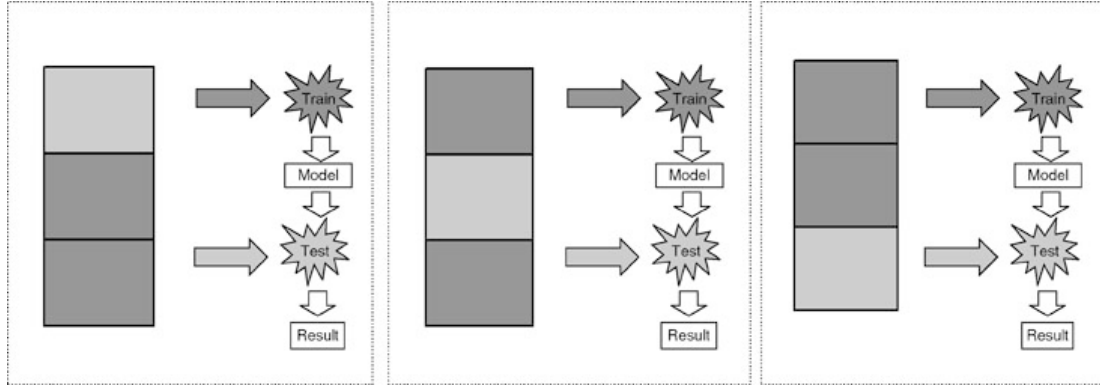 Train
Model
Test
Result
Train
Model
Test
Result
Train
Model
Test
Result